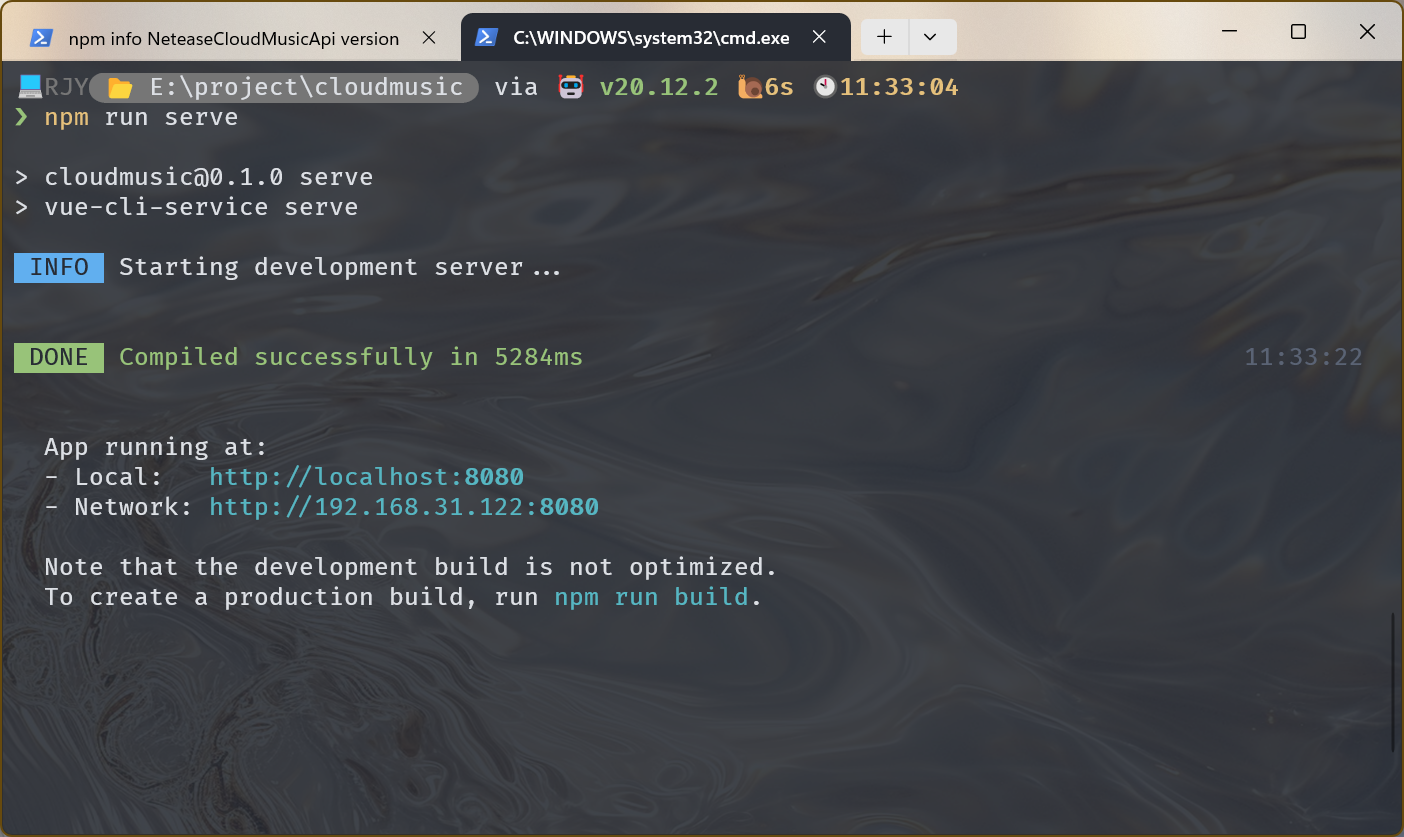 npm info NeteaseCloudMusicApi version
C:\WINDOWS\system32\cmd.exe
RJY E:\project\cloudmusic via v20.12.2 6s 11:33:04
❯ npm run serve
> cloudmusic@0.1.0 serve
> vue-cli-service serve
INFO Starting development server...
DONE Compiled successfully in 5284ms 11:33:22
App running at:
- Local: http://localhost:8080
- Network: http://192.168.31.122:8080
Note that the development build is not optimized.
To create a production build, run npm run build.